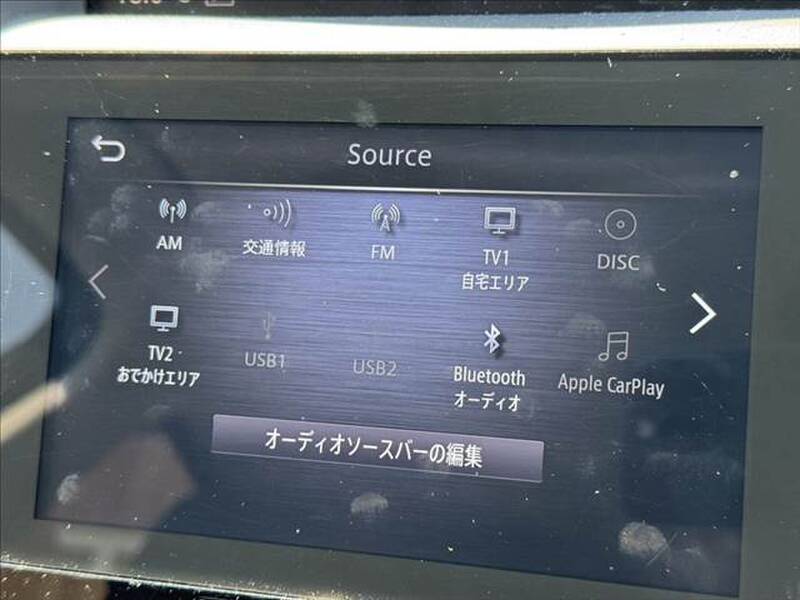 Source
AM
交通情報
FM
TV1
自宅エリア
DISC
TV2
おでかけエリア
USB1
USB2
Bluetooth
オーディオ
Apple CarPlay
オーディオソースバーの編集